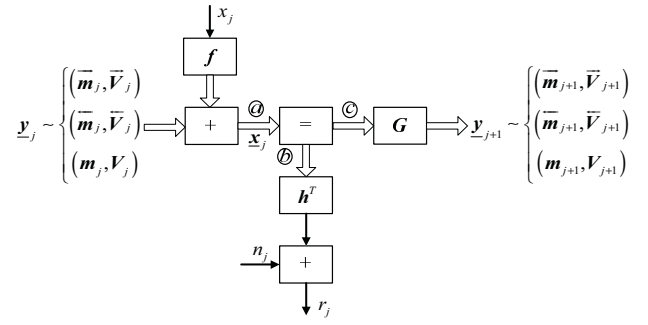 x_j
f
y_j ~ { (m⃗_j, V⃗_j) (m⃖_j, V⃖_j) (m_j, V_j)
+
ⓐ
x_j
=
ⓒ
G
y_{j+1} ~ { (m⃗_{j+1}, V⃗_{j+1}) (m⃖_{j+1}, V⃖_{j+1}) (m_{j+1}, V_{j+1})
ⓑ
h^T
n_j
+
r_j